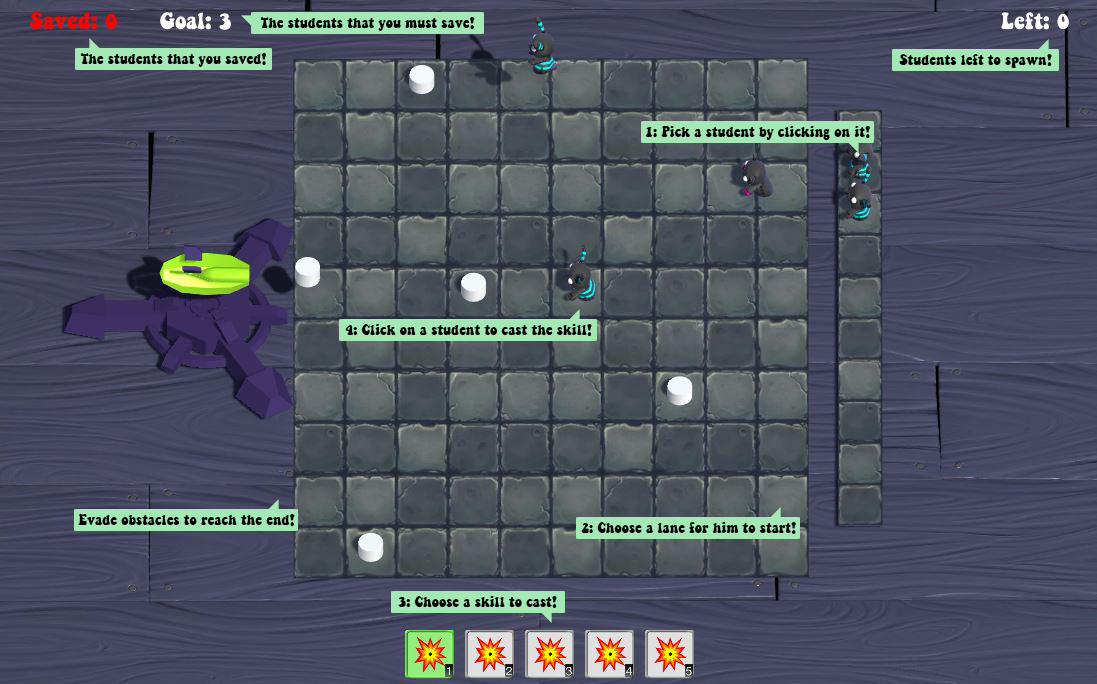 Saved: 0
Goal: 3
The students that you must save!
Left: 0
The students that you saved!
Students left to spawn!
1: Pick a student by clicking on it!
4: Click on a student to cast the skill!
Evade obstacles to reach the end!
2: Choose a lane for him to start!
3: Choose a skill to cast!
1
2
3
4
5